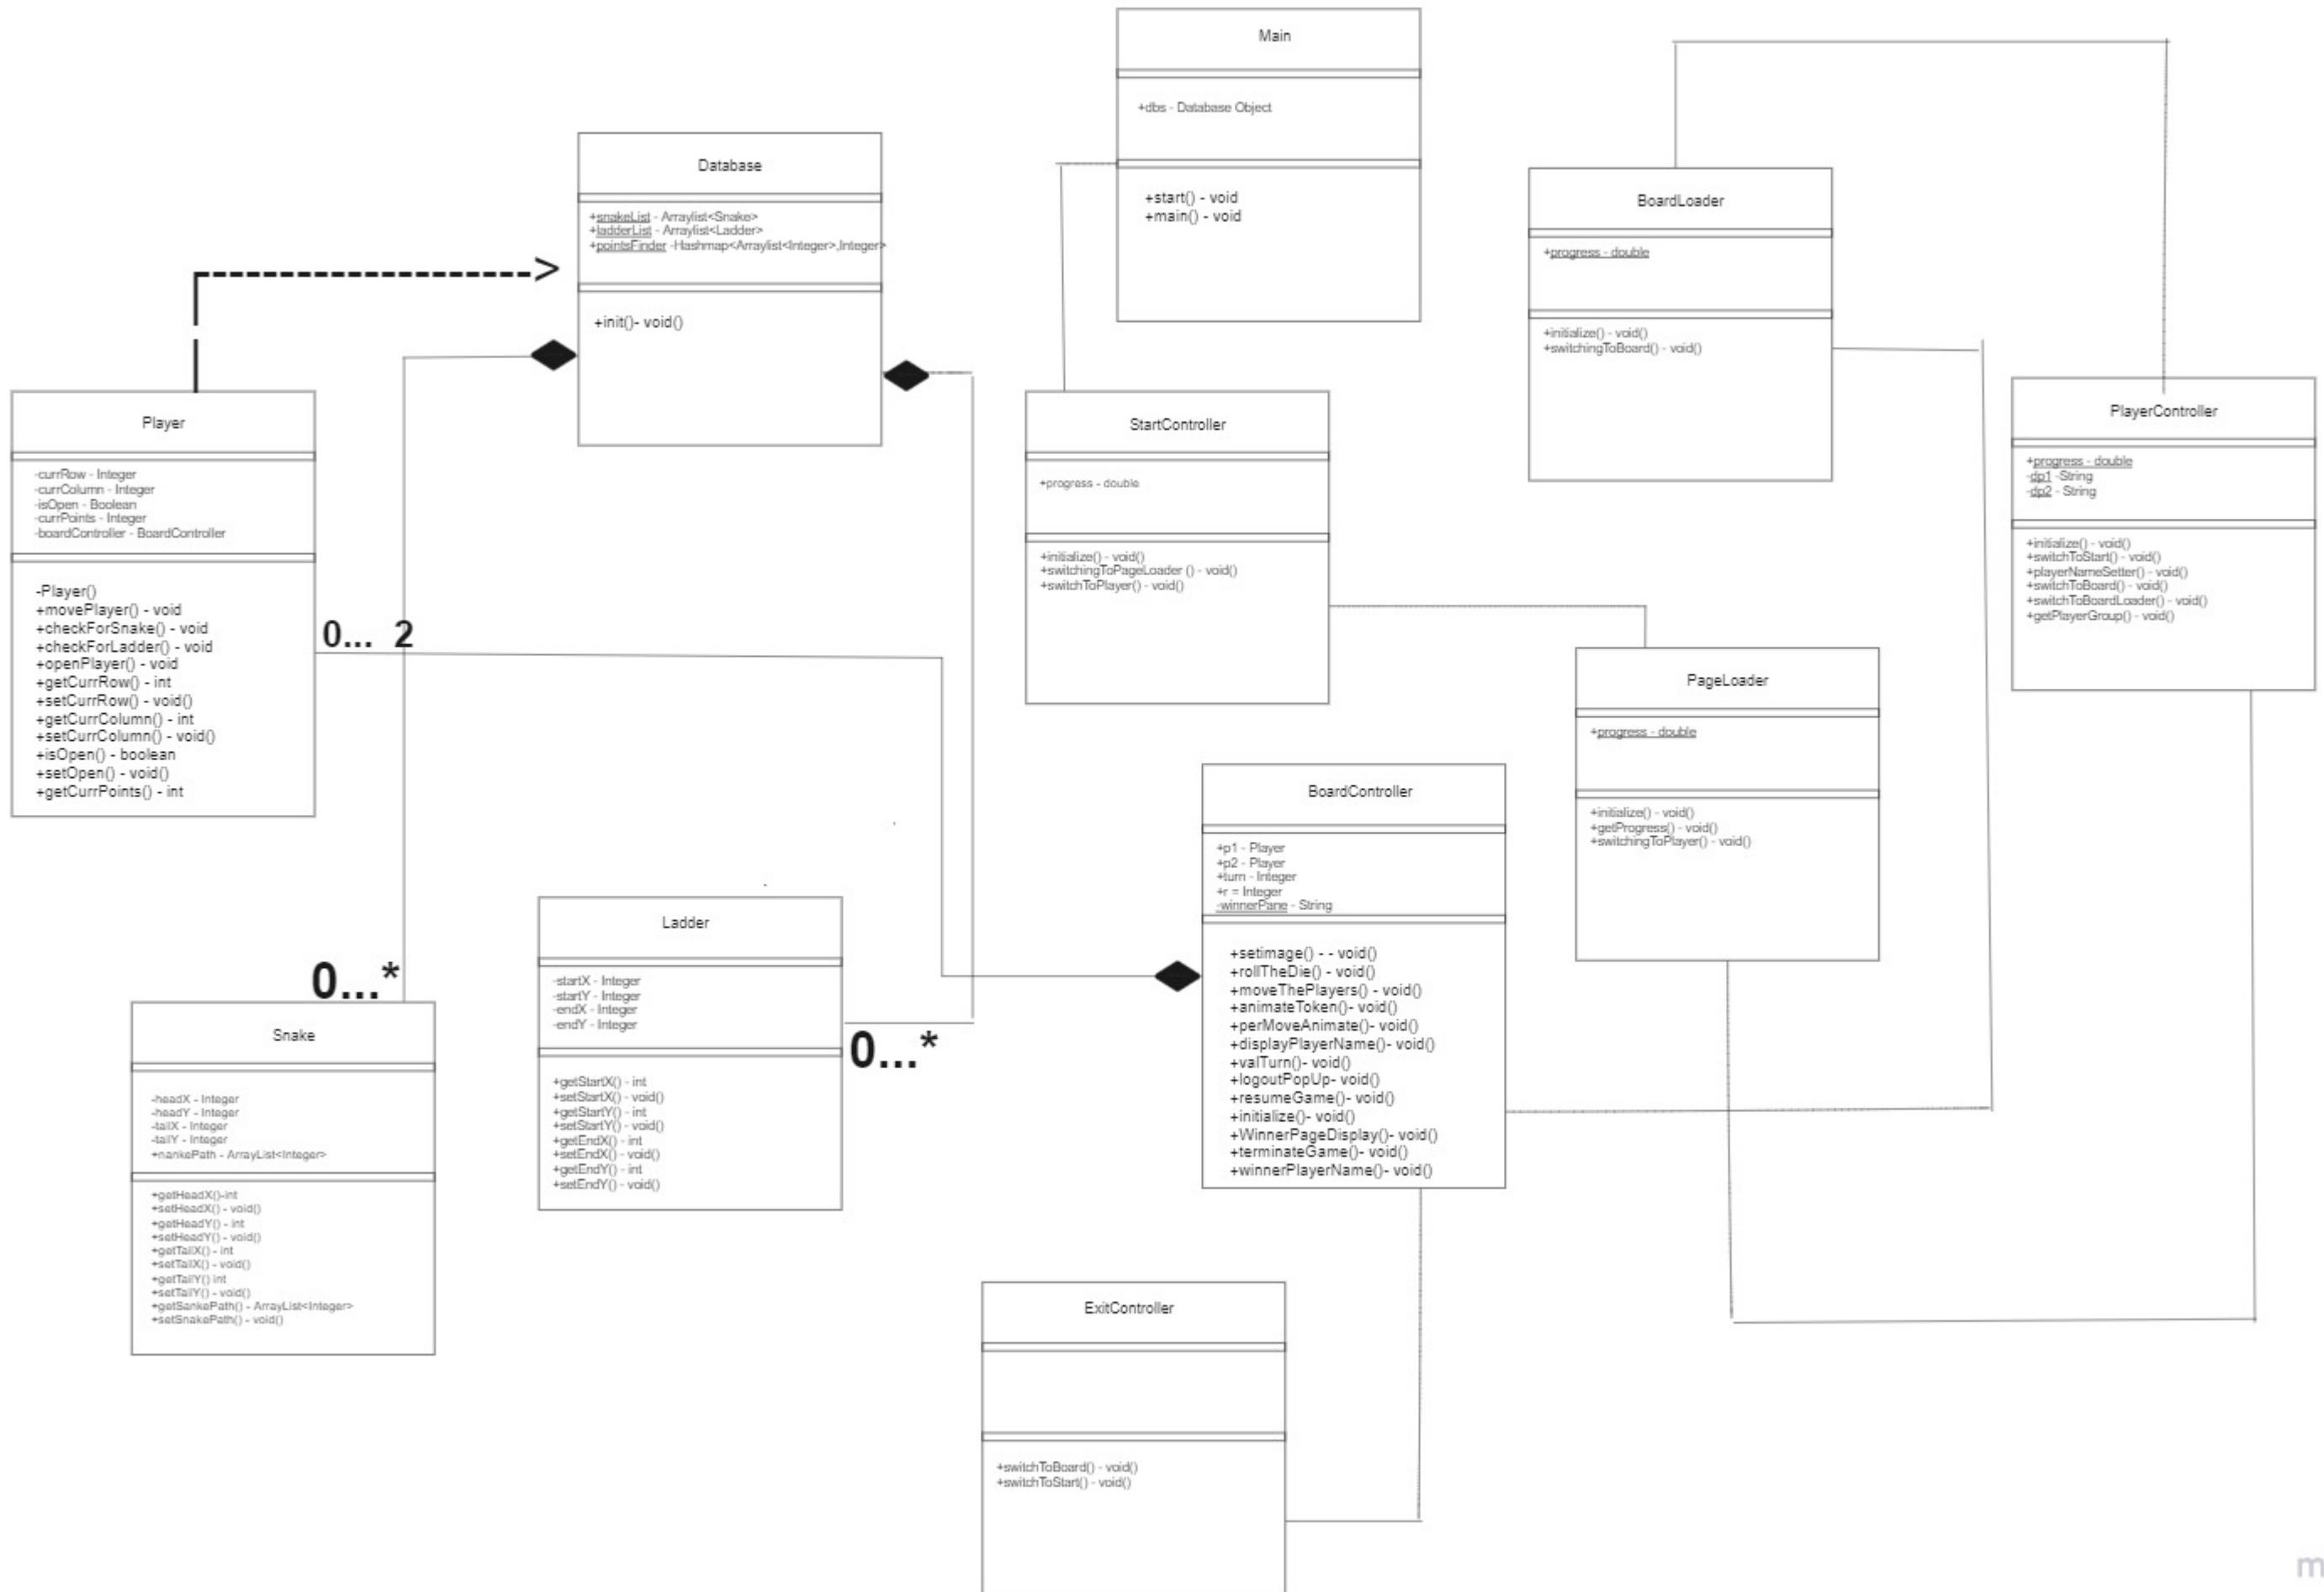 Main
+dbs - Database Object
+start() - void
+main() - void
Database
+snakeList - Arraylist<Snake>
+ladderList - Arraylist<Ladder>
+pointsFinder -Hashmap<Arraylist<Integer>,Integer>
+init()- void()
>
BoardLoader
+progress - double
+initialize() - void()
+switchingToBoard() - void()
PlayerController
+progress - double
-dp1 -String
-dp2 - String
+initialize() - void()
+switchToStart() - void()
+playerNameSetter() - void()
+switchToBoard() - void()
+switchToBoardLoader() - void()
+getPlayerGroup() - void()
Player
-currRow - Integer
-currColumn - Integer
-isOpen - Boolean
-currPoints - Integer
-boardController - BoardController
-Player()
+movePlayer() - void
+checkForSnake() - void
+checkForLadder() - void
+openPlayer() - void
+getCurrRow() - int
+setCurrRow() - void()
+getCurrColumn() - int
+setCurrColumn() - void()
+isOpen() - boolean
+setOpen() - void()
+getCurrPoints() - int
0... 2
StartController
+progress - double
+initialize() - void()
+switchingToPageLoader () - void()
+switchToPlayer() - void()
PageLoader
+progress - double
+initialize() - void()
+getProgress() - void()
+switchingToPlayer() - void()
BoardController
+p1 - Player
+p2 - Player
+turn - Integer
+r = Integer
-winnerPane - String
+setimage() - - void()
+rollTheDie() - void()
+moveThePlayers() - void()
+animateToken()- void()
+perMoveAnimate()- void()
+displayPlayerName()- void()
+valTurn()- void()
+logoutPopUp- void()
+resumeGame()- void()
+initialize()- void()
+WinnerPageDisplay()- void()
+terminateGame()- void()
+winnerPlayerName()- void()
Ladder
-startX - Integer
-startY - Integer
-endX - Integer
-endY - Integer
+getStartX() - int
+setStartX() - void()
+getStartY() - int
+setStartY() - void()
+getEndX() - int
+setEndX() - void()
+getEndY() - int
+setEndY() - void()
0...*
0...*
Snake
-headX - Integer
-headY - Integer
-tailX - Integer
-tailY - Integer
+nankePath - ArrayList<Integer>
+getHeadX()-int
+setHeadX() - void()
+getHeadY() - int
+setHeadY() - void()
+getTailX() - int
+setTailX() - void()
+getTailY() int
+setTailY() - void()
+getSankePath() - ArrayList<Integer>
+setSnakePath() - void()
ExitController
+switchToBoard() - void()
+switchToStart() - void()
m